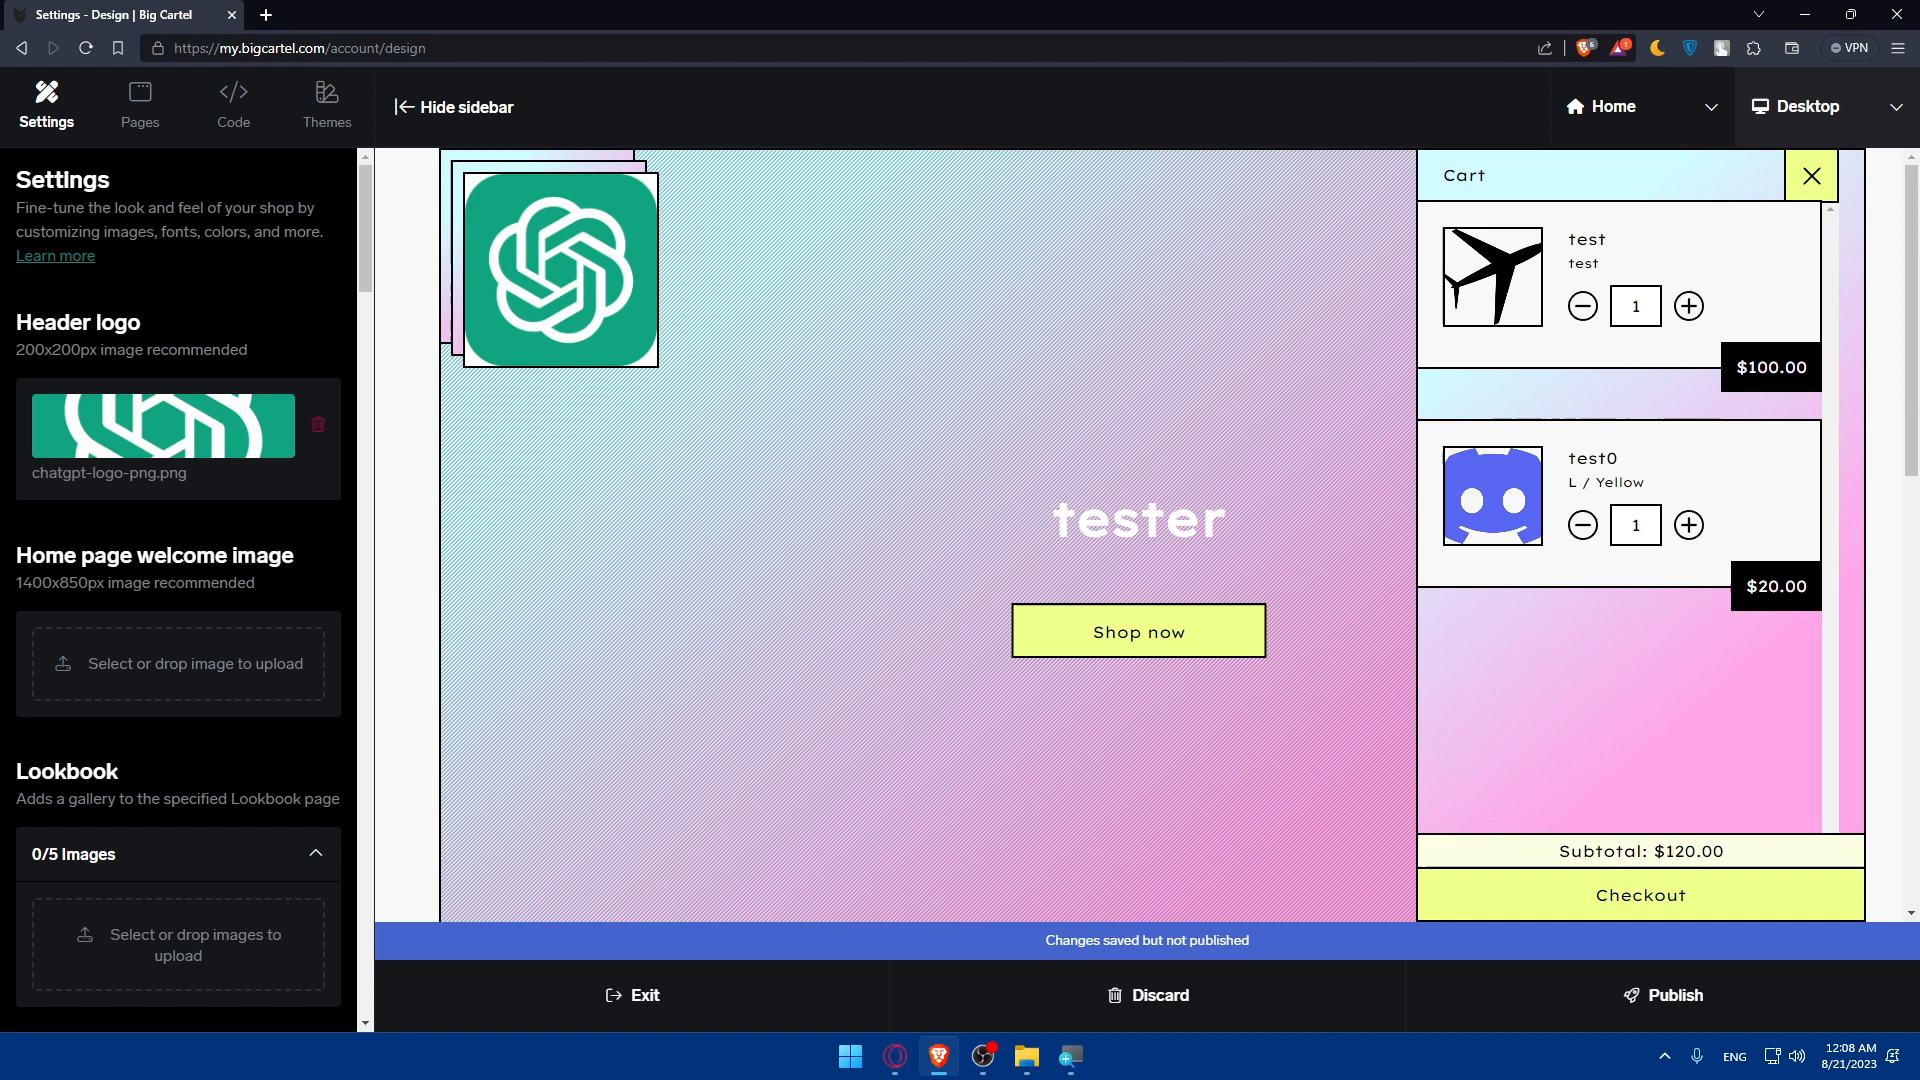 Settings - Design | Big Cartel
https://my.bigcartel.com/account/design
6
1
VPN
Settings
Pages
Code
Themes
Hide sidebar
Home
Desktop
Settings
Fine-tune the look and feel of your shop by
customizing images, fonts, colors, and more.
Learn more
Header logo
200x200px image recommended
chatgpt-logo-png.png
Home page welcome image
1400x850px image recommended
Select or drop image to upload
Lookbook
Adds a gallery to the specified Lookbook page
0/5 Images
Select or drop images to
upload
tester
Shop now
Cart
test
test
1
$100.00
test0
L / Yellow
1
$20.00
Subtotal: $120.00
Checkout
Changes saved but not published
Exit
Discard
Publish
ENG
12:08 AM
8/21/2023